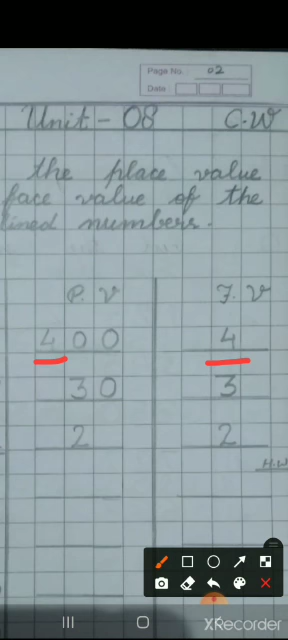 Page No. 02
Date
Unit - 08 C.W
the place value
face value of the
lined numbers.
P. V F. V
400 4
30 3
2 2
H.W
XRecorder